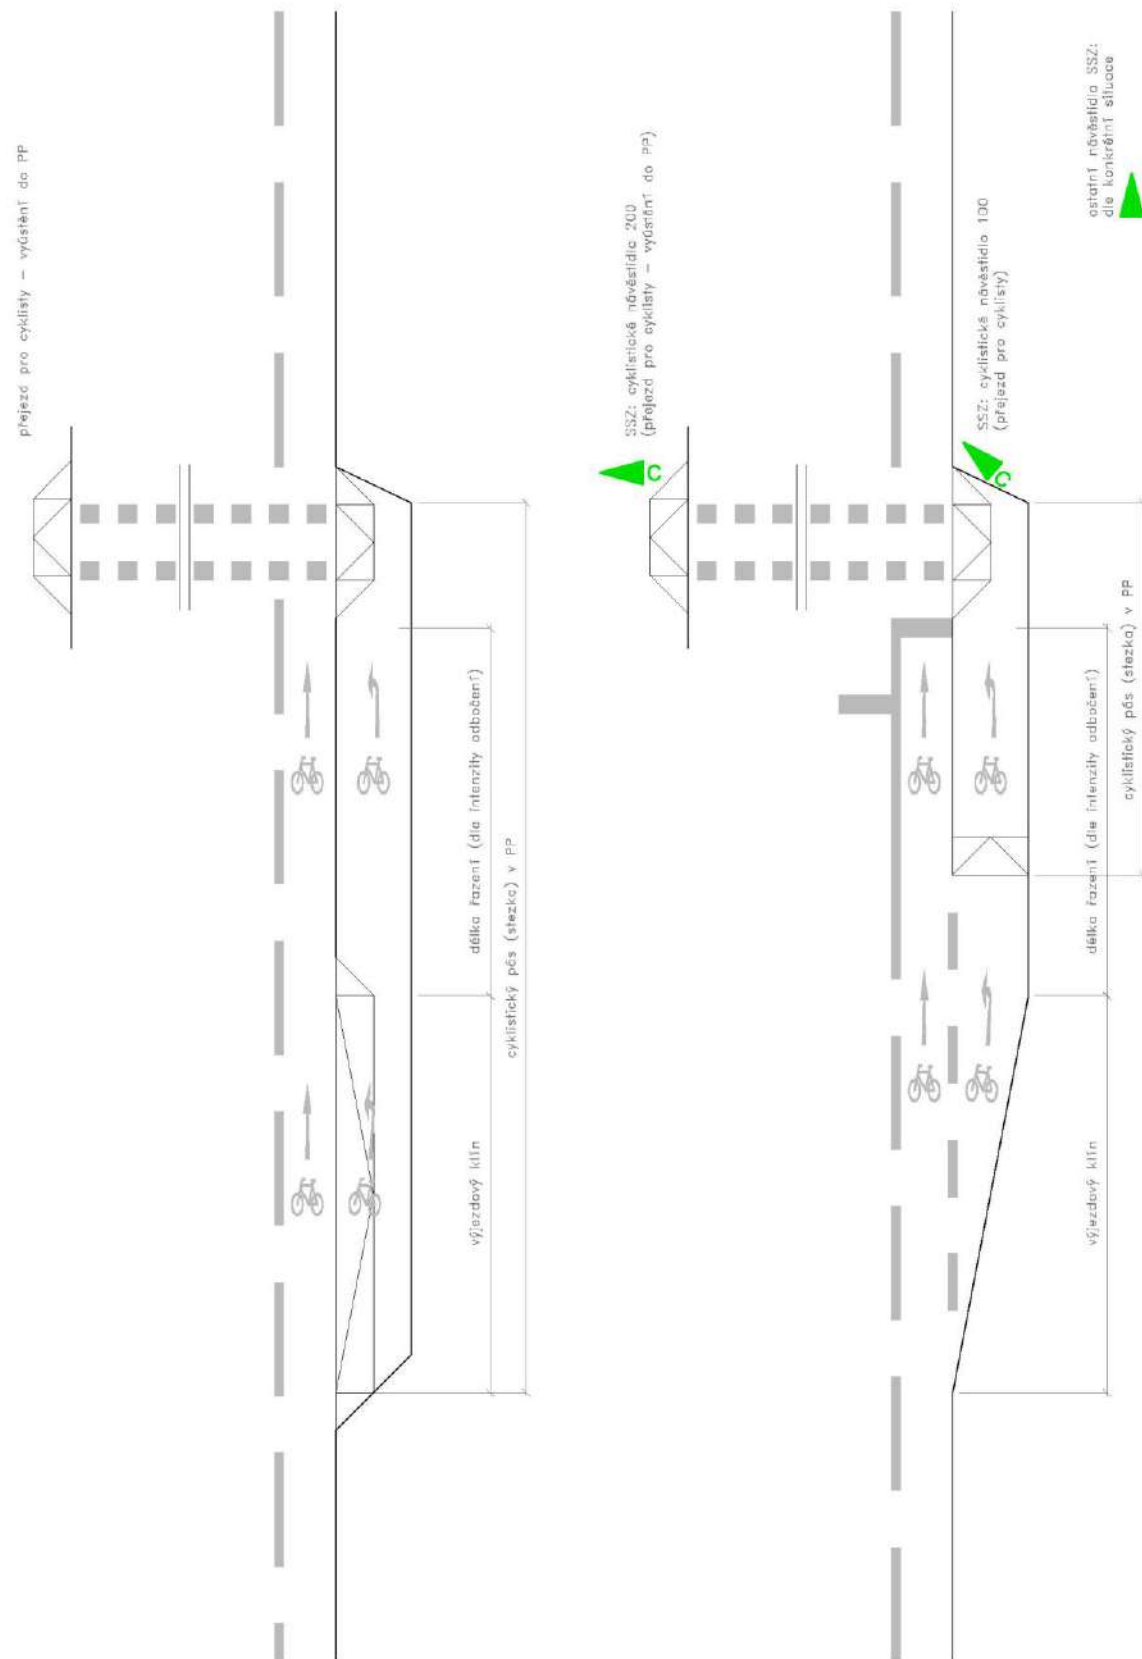 přejezd pro cyklisty – vyústění do PP
délka řazení (dle intenzity odbočení)
výjezdový klín
cyklistický pás (stezka) v PP
SSZ: cyklistické návěstidlo 200
(přejezd pro cyklisty – vyústění do PP)
C
SSZ: cyklistické návěstidlo 100
(přejezd pro cyklisty)
C
ostatní návěstidla SSZ:
dle konkrétní situace
délka řazení (dle intenzity odbočení)
výjezdový klín
cyklistický pás (stezka) v PP